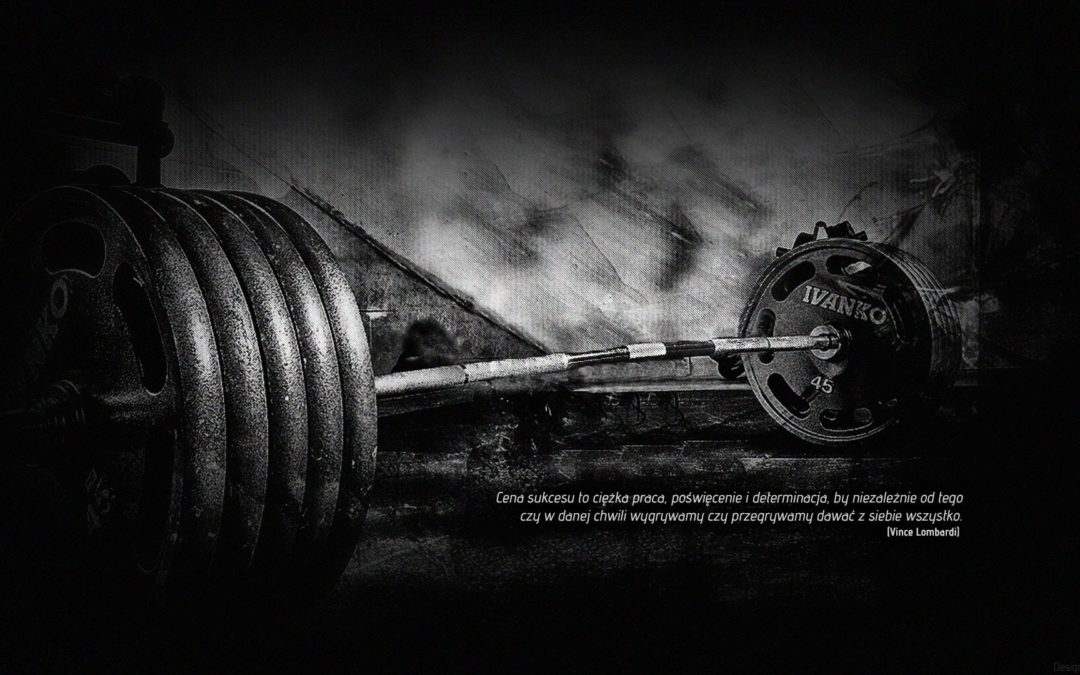 IVANKO
45
Cena sukcesu to ciężka praca, poświęcenie i determinacja, by niezależnie od tego
czy w danej chwili wygrywamy czy przegrywamy dawać z siebie wszystko.
(Vince Lombardi)
Design